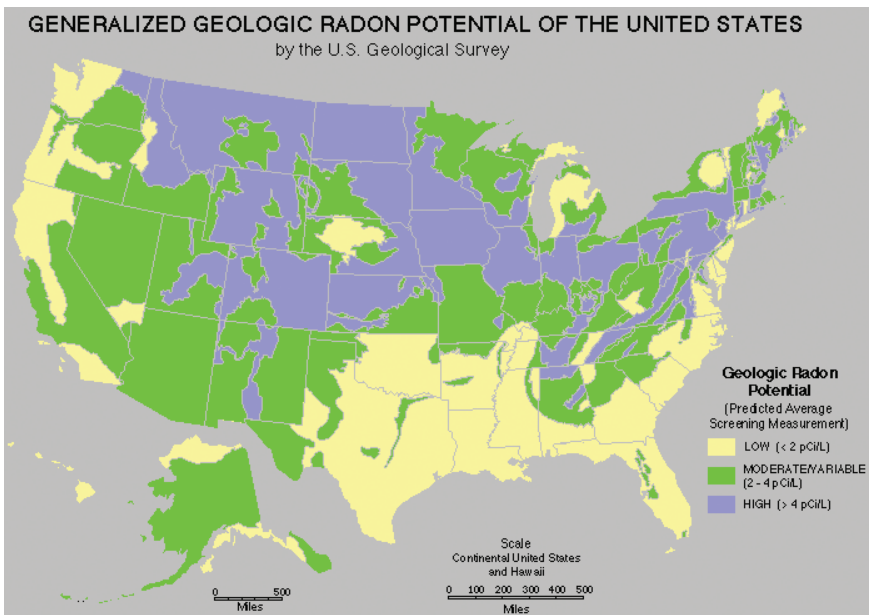 GENERALIZED GEOLOGIC RADON POTENTIAL OF THE UNITED STATES
by the U.S. Geological Survey
Geologic Radon
Potential
(Predicted Average
Screening Measurement)
LOW (< 2 pCi/L)
MODERATE/VARIABLE
(2 - 4 pCi/L)
HIGH (> 4 pCi/L)
Scale
Continental United States
and Hawaii
0 500
Miles
0 100 200 300 400 500
Miles